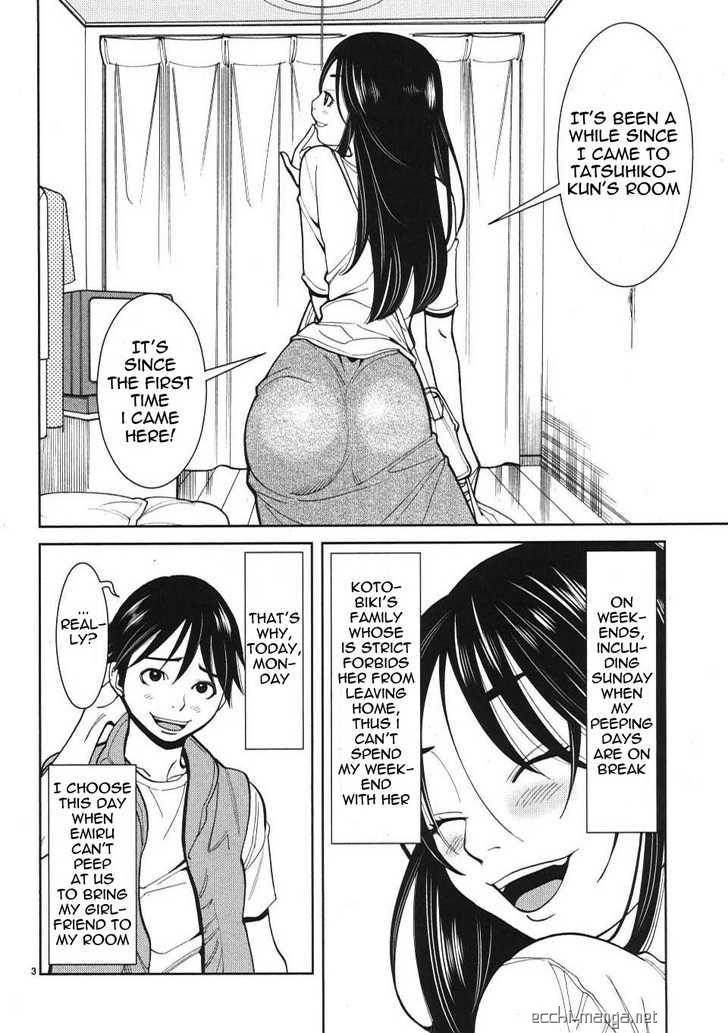 IT'S BEEN A
WHILE SINCE
I CAME TO
TATSUHIKO-
KUN'S ROOM
IT'S
SINCE
THE FIRST
TIME
I CAME
HERE!
ON
WEEK-
ENDS,
INCLU-
DING
SUNDAY
WHEN
MY
PEEPING
DAYS
ARE ON
BREAK
KOTO-
BIKI'S
FAMILY
WHOSE
IS STRICT
FORBIDS
HER FROM
LEAVING
HOME,
THUS I
CAN'T
SPEND
MY WEEK-
END
WITH HER
THAT'S
WHY,
TODAY,
MON-
DAY
...
REAL-
LY?
I CHOOSE
THIS DAY
WHEN
EMIRU
CAN'T
PEEP
AT US
TO BRING
MY GIRL-
FRIEND TO
MY ROOM
3
ecchi-manga.net